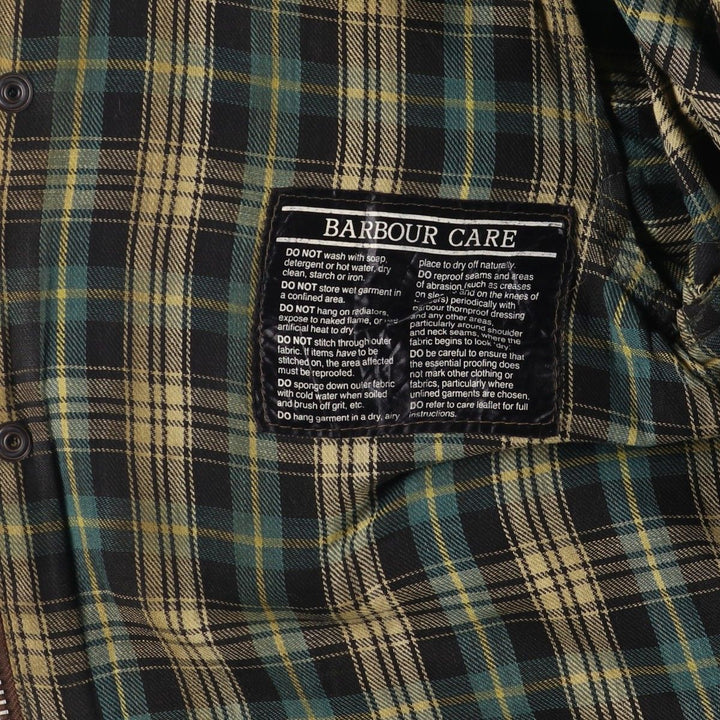 BARBOUR CARE
DO NOT wash with soap,
detergent or hot water, dry
clean, starch or iron.
DO NOT store wet garment in
a confined area.
DO NOT hang on radiators,
expose to naked flame, or
artificial heat to dry.
DO NOT stitch through outer
fabric. If items have to be
stitched on, the area affected
must be reproofed.
DO sponge down outer fabric
with cold water when soiled
and brush off grit, etc.
DO hang garment in a dry, airy
place to dry off naturally.
DO reproof seams and areas
of abrasion (such as creases
on and on the knees of
periodically with
barbour thornproof dressing
and any other areas,
particularly around shoulder
and neck seams, where the
fabric begins to look 'dry'.
DO be careful to ensure that
the essential proofing does
not mark other clothing or
fabrics, particularly where
unlined garments are chosen.
DO refer to care leaflet for full
instructions.